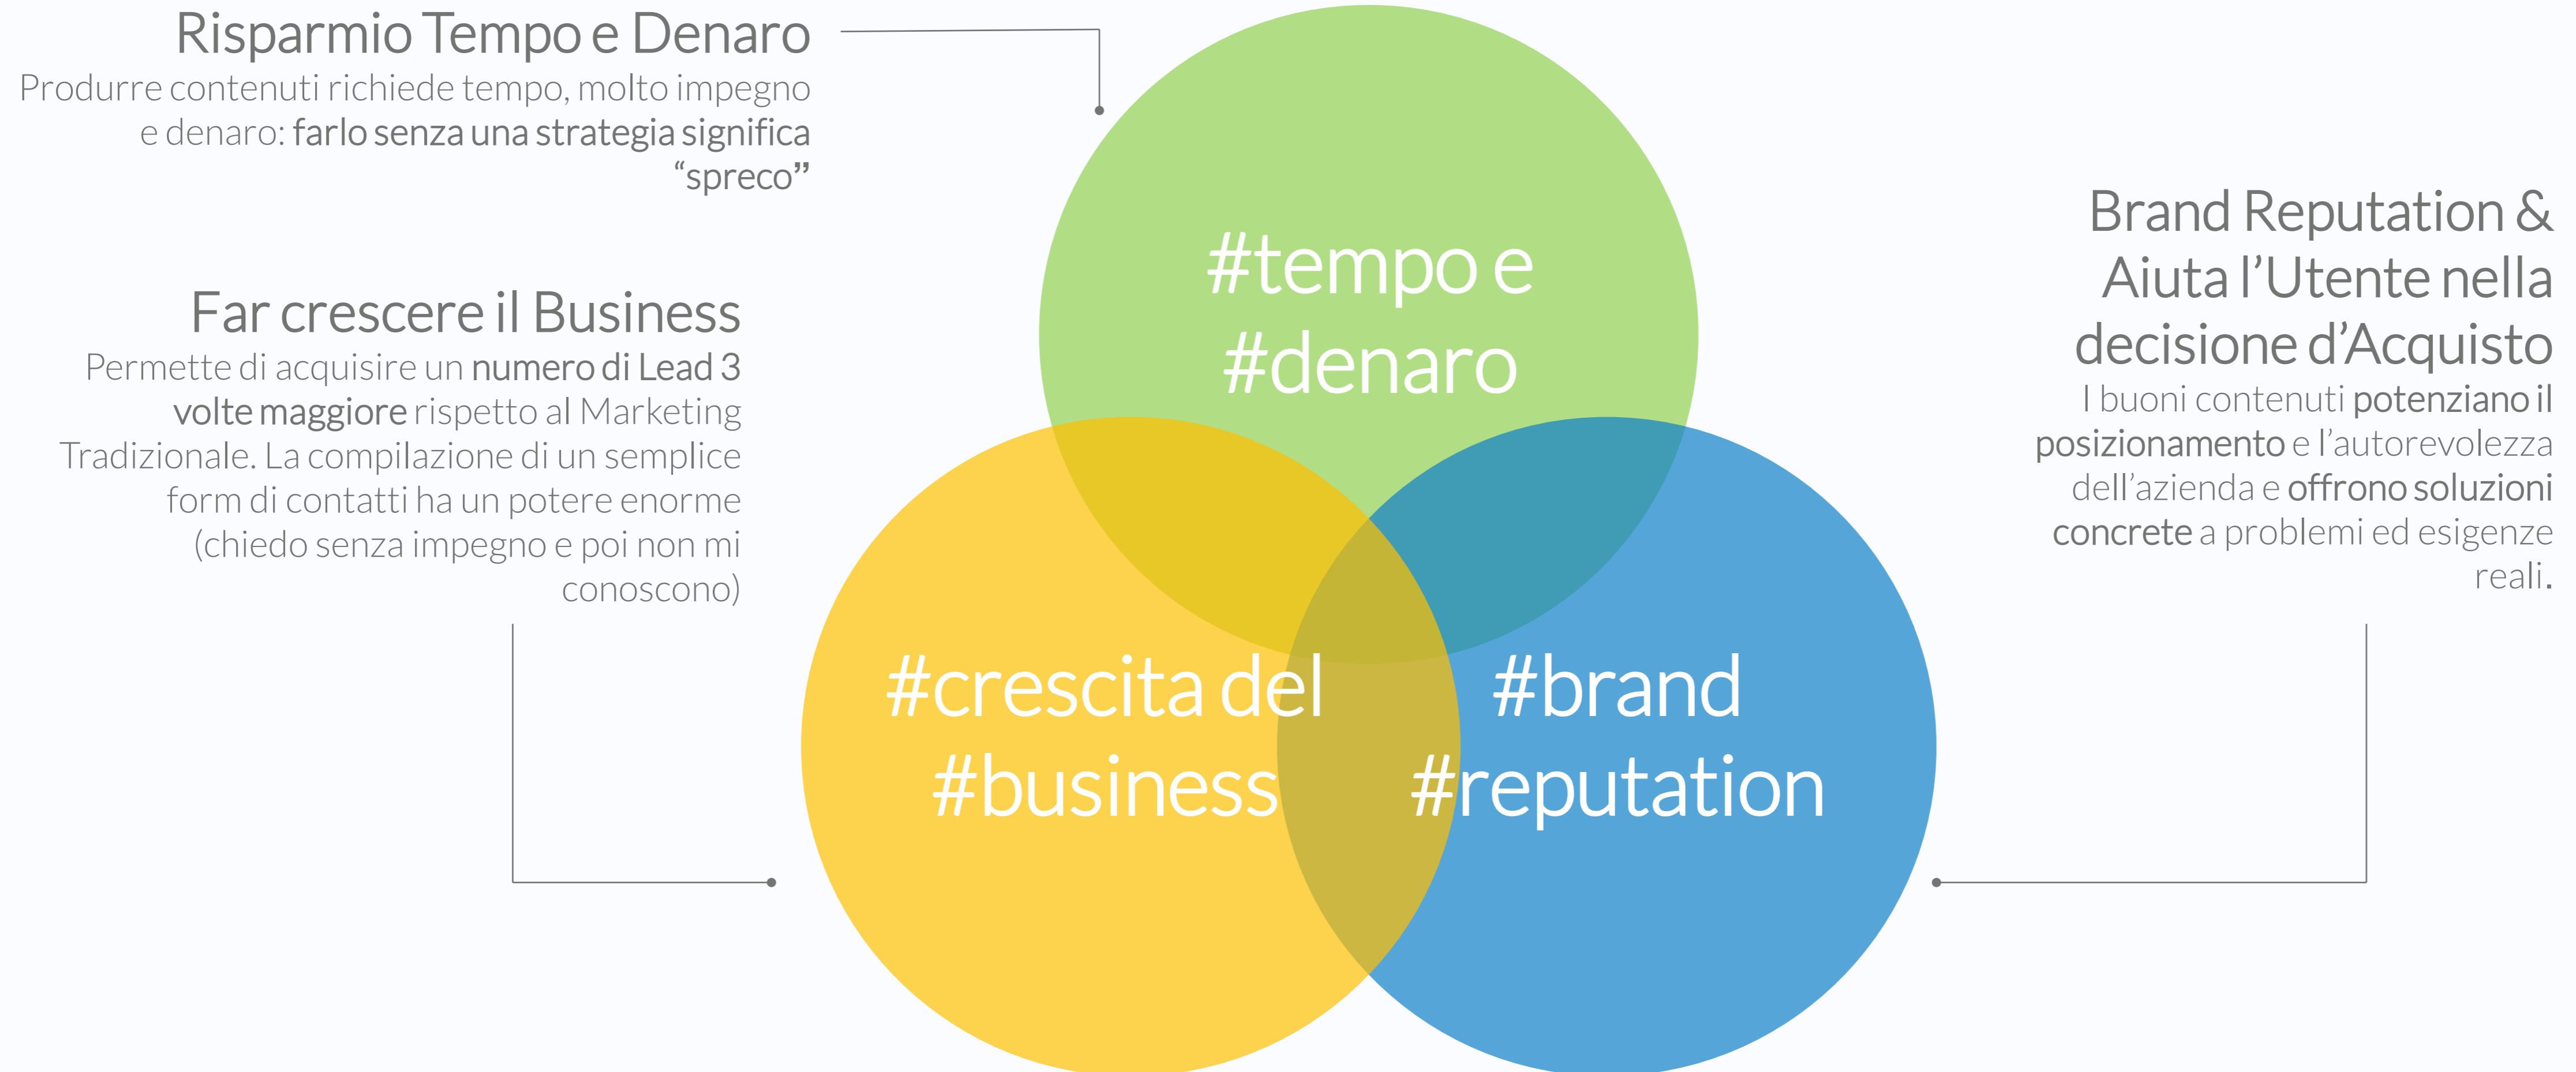 Risparmio Tempo e Denaro
Produrre contenuti richiede tempo, molto impegno
e denaro: farlo senza una strategia significa
“spreco”
Far crescere il Business
Permette di acquisire un numero di Lead 3
volte maggiore rispetto al Marketing
Tradizionale. La compilazione di un semplice
form di contatti ha un potere enorme
(chiedo senza impegno e poi non mi
conoscono)
#tempo e
#denaro
#crescita del
#business
#brand
#reputation
Brand Reputation &
Aiuta l’Utente nella
decisione d’Acquisto
I buoni contenuti potenziano il
posizionamento e l’autorevolezza
dell’azienda e offrono soluzioni
concrete a problemi ed esigenze
reali.